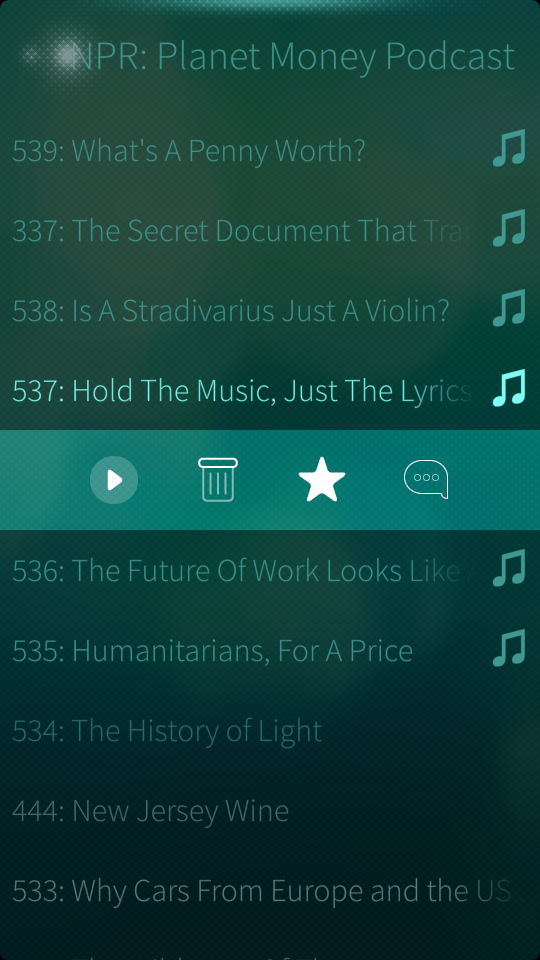 NPR: Planet Money Podcast
539: What's A Penny Worth?
337: The Secret Document That
538: Is A Stradivarius Just A Violin?
537: Hold The Music, Just The Lyrics
536: The Future Of Work Looks Like
535: Humanitarians, For A Price
534: The History of Light
444: New Jersey Wine
533: Why Cars From Europe and the US